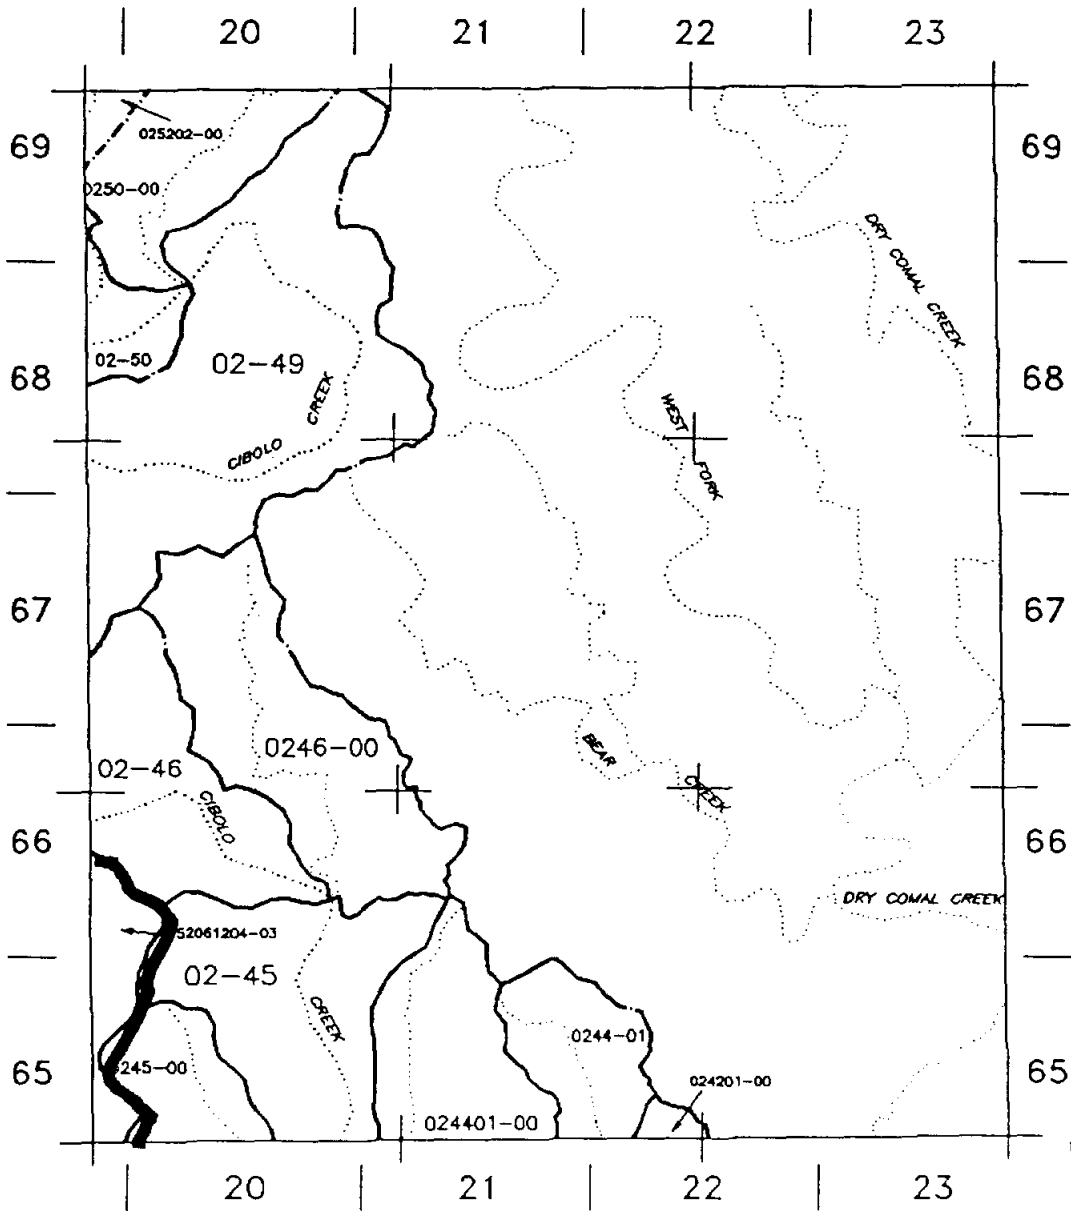 20 21 22 23
69 69
025202-00
0250-00
DRY COMAL CREEK
02-50
02-49
68 68
CREEK
CIBOLO
WEST
FORK
67 67
0246-00
BEAR
02-46
CREEK
CIBOLO
66 66
DRY COMAL CREEK
52061204-03
02-45
CREEK
0244-01
65 65
245-00
024201-00
024401-00
20 21 22 23